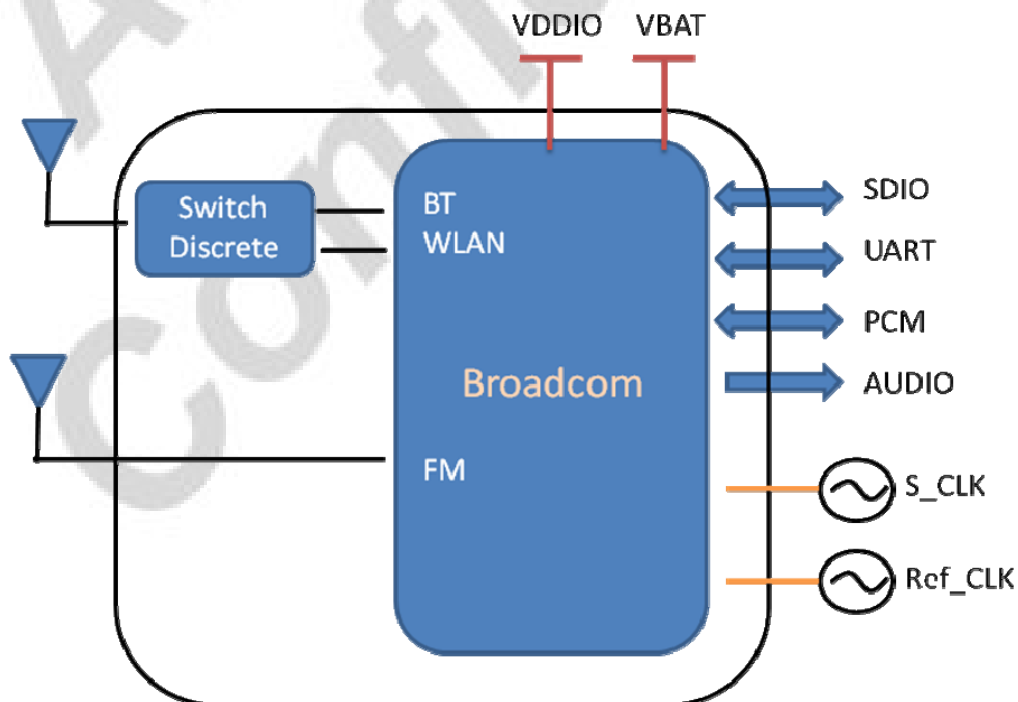 VDDIO VBAT
Switch
Discrete
BT
WLAN
Broadcom
FM
SDIO
UART
PCM
AUDIO
S_CLK
Ref_CLK